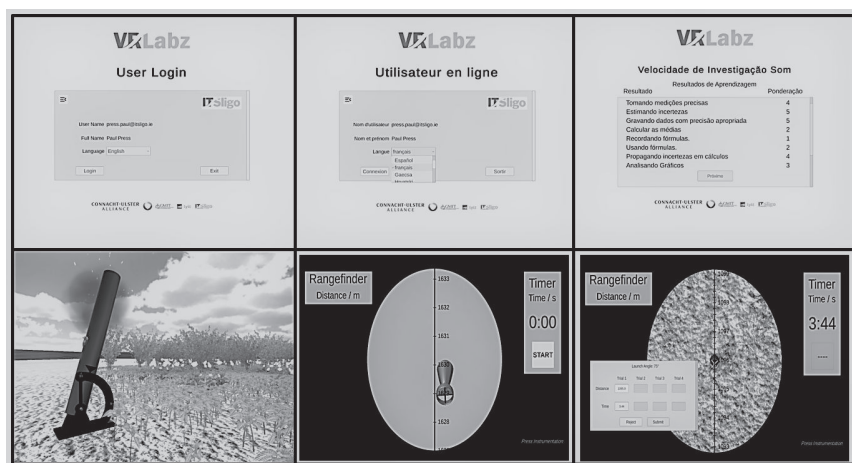 VRLabz
User Login
IT Sligo
User Name press.paul@itsligo.ie
Full Name Paul Press
Language English
Login Exit
CONNACHT-ULSTER
ALLIANCE
VRLabz
Utilisateur en ligne
IT Sligo
Nom d'utilisateur press.paul@itsligo.ie
Nom et prénom Paul Press
Langue français
Español
français
Gaeilge
Connexion Sortir
CONNACHT-ULSTER
ALLIANCE
VRLabz
Velocidade de Investigação Som
Resultados de Aprendizagem
Resultado Ponderação
Tomando medições precisas 4
Estimando incertezas 5
Gravando dados com precisão apropriada 5
Calcular as médias 2
Recordando fórmulas. 1
Usando fórmulas. 2
Propagando incertezas em cálculos 4
Analisando Gráficos 3
Próximo
CONNACHT-ULSTER
ALLIANCE
Rangefinder
Distance / m
1633
1632
1631
1630
1629
1628
Timer
Time / s
0:00
START
Press Instrumentation
Rangefinder
Distance / m
Timer
Time / s
3:44
----
Launch Angle 75°
Trial 1 Trial 2 Trial 3 Trial 4
Distance
Time
Reject Submit
Press Instrumentation